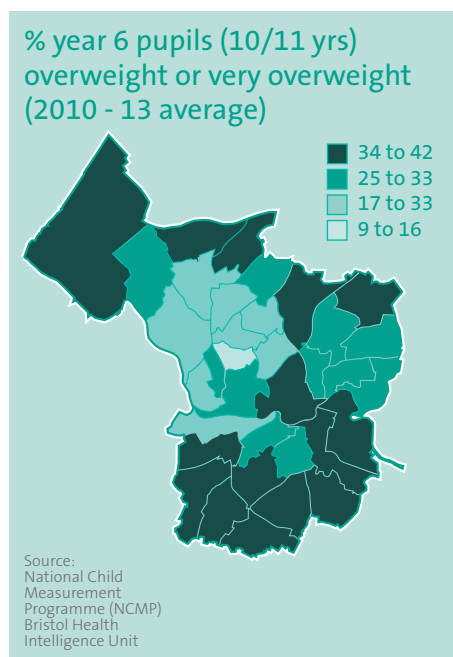 % year 6 pupils (10/11 yrs)
overweight or very overweight
(2010 - 13 average)
34 to 42
25 to 33
17 to 33
9 to 16
Source:
National Child
Measurement
Programme (NCMP)
Bristol Health
Intelligence Unit